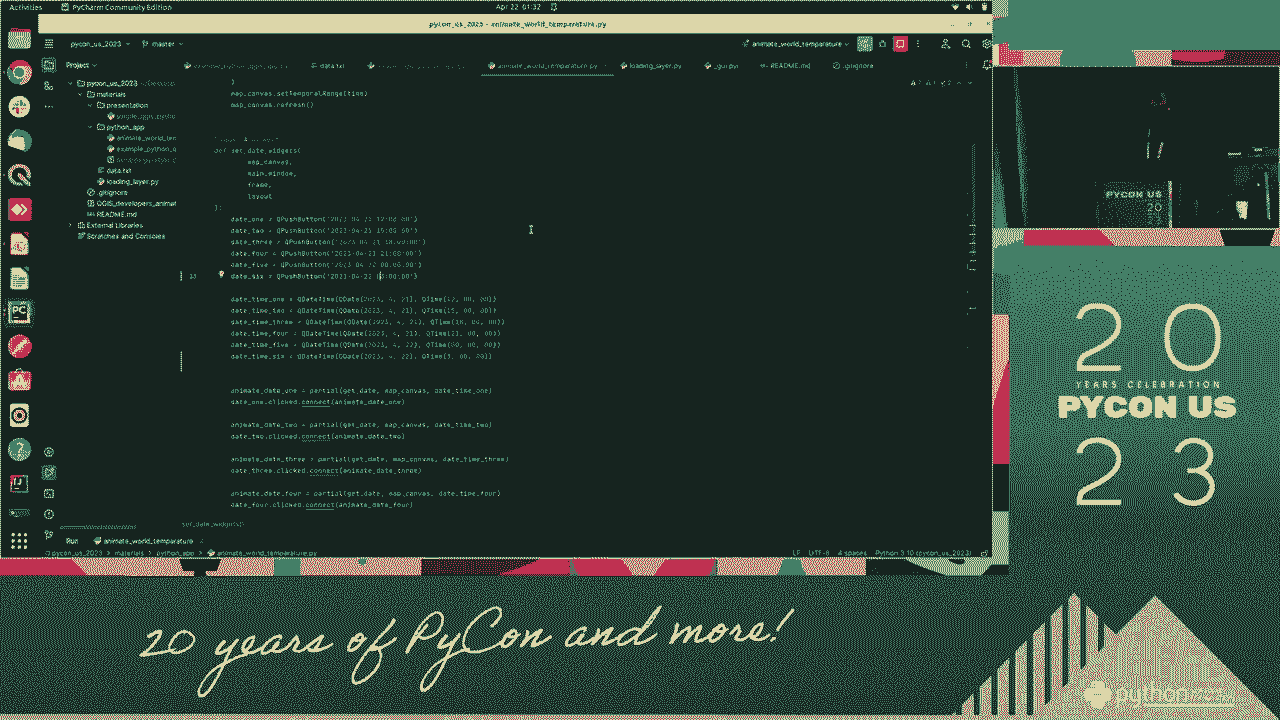 Activities
PyCharm Community Edition
Apr 22 01:37
pycon_us_2023 - animate_world_temparature.py
pycon_us_2023
master
animate_world_temparature
Project
data.txt
animate_world_temparature.py
loading_layer.py
_gui.py
README.md
.gitignore
pycon_us_2023
materials
presentation
python_app
animate_world_ten
example_python_q
data.txt
loading_layer.py
.gitignore
QGIS_developers_animat
README.md
External Libraries
Scratches and Consoles
)
map_canvas.setTemporalRange(time)
map_canvas.refresh()
def set_date_widgets(
map_canvas,
main_window,
frame,
layout
):
date_one = QPushButton('2023-04-21 12:00:00')
date_two = QPushButton('2023-04-21 15:00:00')
date_three = QPushButton('2023-04-21 18:00:00')
date_four = QPushButton('2023-04-21 21:00:00')
date_five = QPushButton('2023-04-22 00:00:00')
date_six = QPushButton('2023-04-22 03:00:00')
date_time_one = QDateTime(QDate(2023, 4, 21), QTime(12, 00, 00))
date_time_two = QDateTime(QDate(2023, 4, 21), QTime(15, 00, 00))
date_time_three = QDateTime(QDate(2023, 4, 21), QTime(18, 00, 00))
date_time_four = QDateTime(QDate(2023, 4, 21), QTime(21, 00, 00))
date_time_five = QDateTime(QDate(2023, 4, 22), QTime(00, 00, 00))
date_time_six = QDateTime(QDate(2023, 4, 22), QTime(3, 00, 00))
animate_date_one = partial(get_date, map_canvas, date_time_one)
date_one.clicked.connect(animate_date_one)
animate_date_two = partial(get_date, map_canvas, date_time_two)
date_two.clicked.connect(animate_date_two)
animate_date_three = partial(get_date, map_canvas, date_time_three)
date_three.clicked.connect(animate_date_three)
animate_date_four = partial(get_date, map_canvas, date_time_four)
date_four.clicked.connect(animate_date_four)
set_date_widgets()
Run
animate_world_temparature
pycon_us_2023 > materials > python_app > animate_world_temparature.py
LF UTF-8 4 spaces Python 3.10 (pycon_us_2023)
PYCON US
20
20
YEARS CELEBRATION
PYCON US
23
20 years of PyCon and more!
python